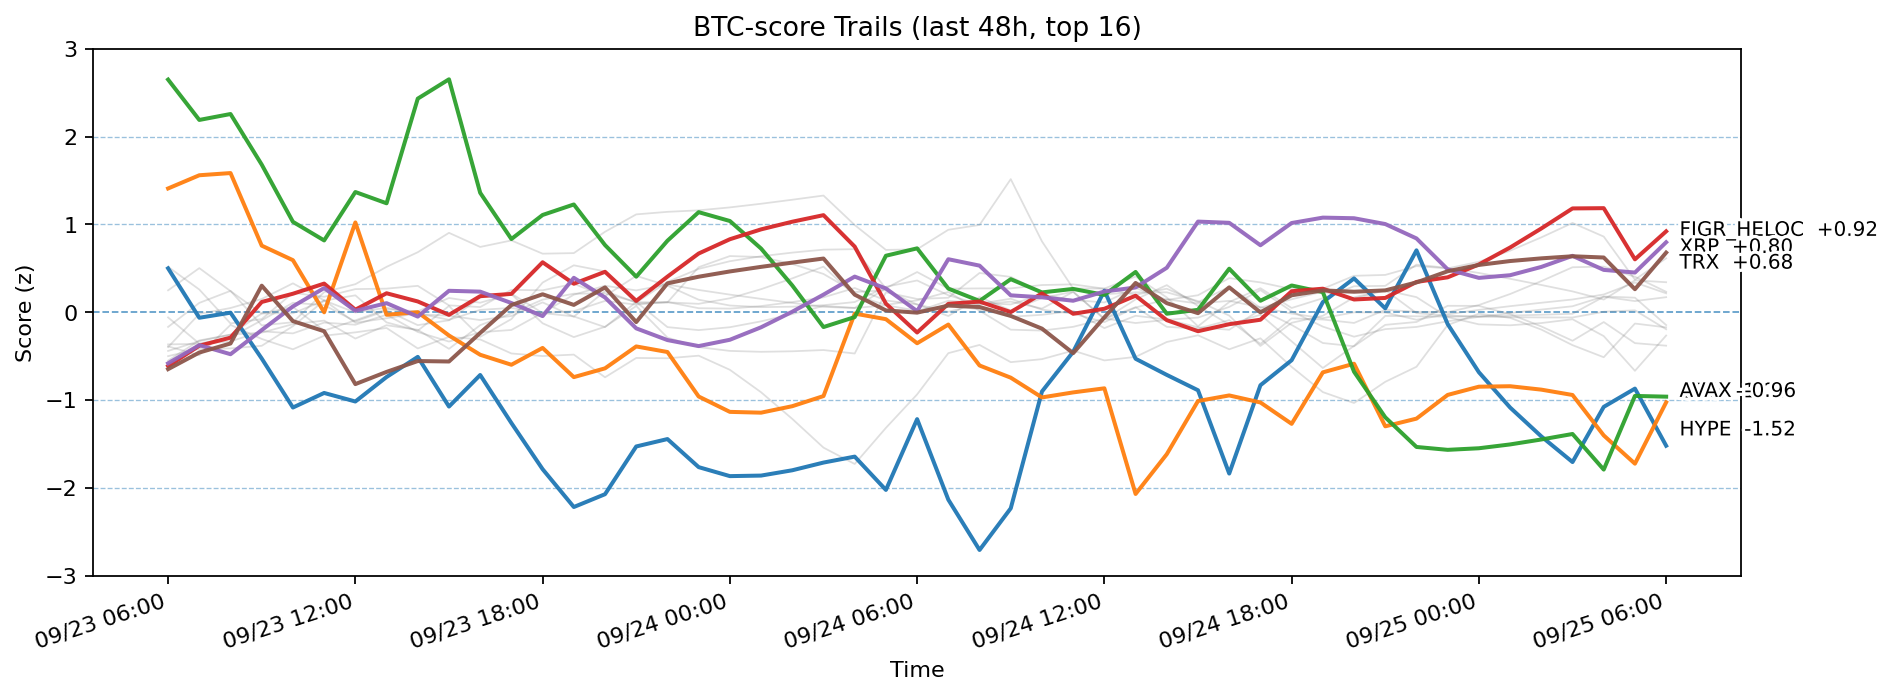 BTC-score Trails (last 48h, top 16)
Score (z)
3
2
1
0
−1
−2
−3
FIGR_HELOC +0.92
XRP +0.80
TRX +0.68
AVAX -0.96
HYPE -1.52
09/23 06:00
09/23 12:00
09/23 18:00
09/24 00:00
09/24 06:00
09/24 12:00
09/24 18:00
09/25 00:00
09/25 06:00
Time